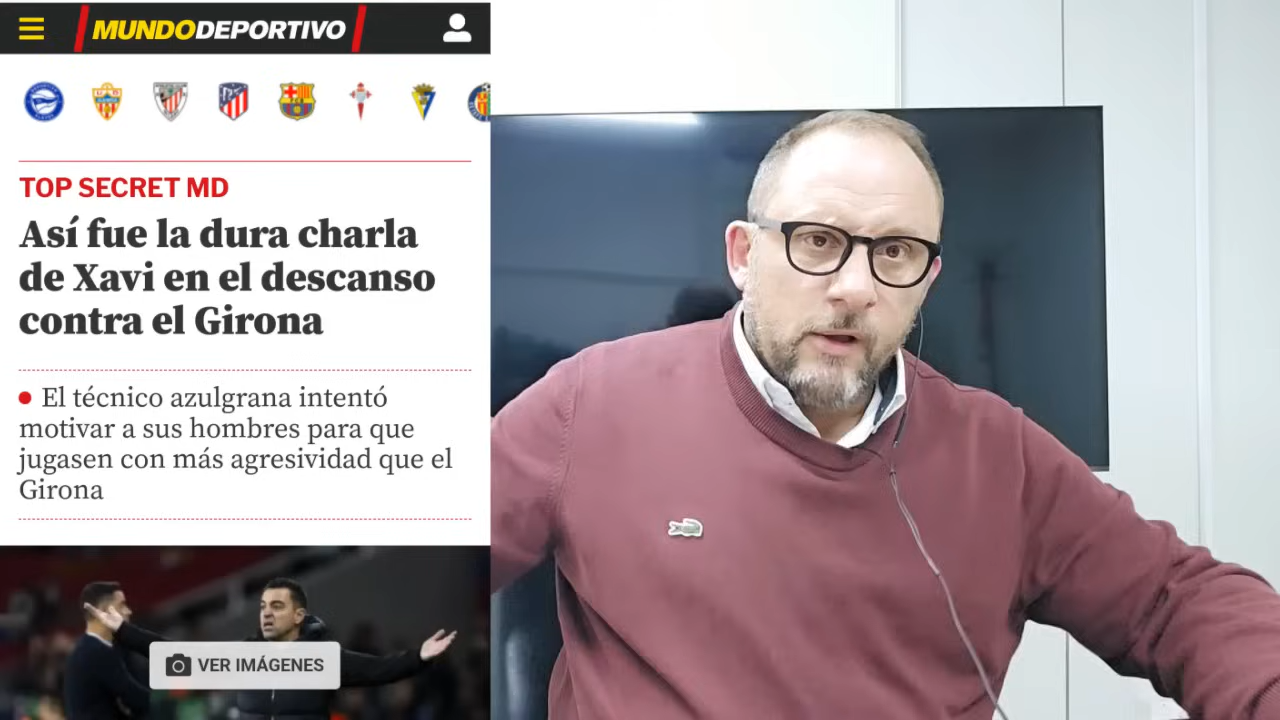 MUNDODEPORTIVO
TOP SECRET MD
Así fue la dura charla
de Xavi en el descanso
contra el Girona
El técnico azulgrana intentó
motivar a sus hombres para que
jugasen con más agresividad que el
Girona
VER IMÁGENES